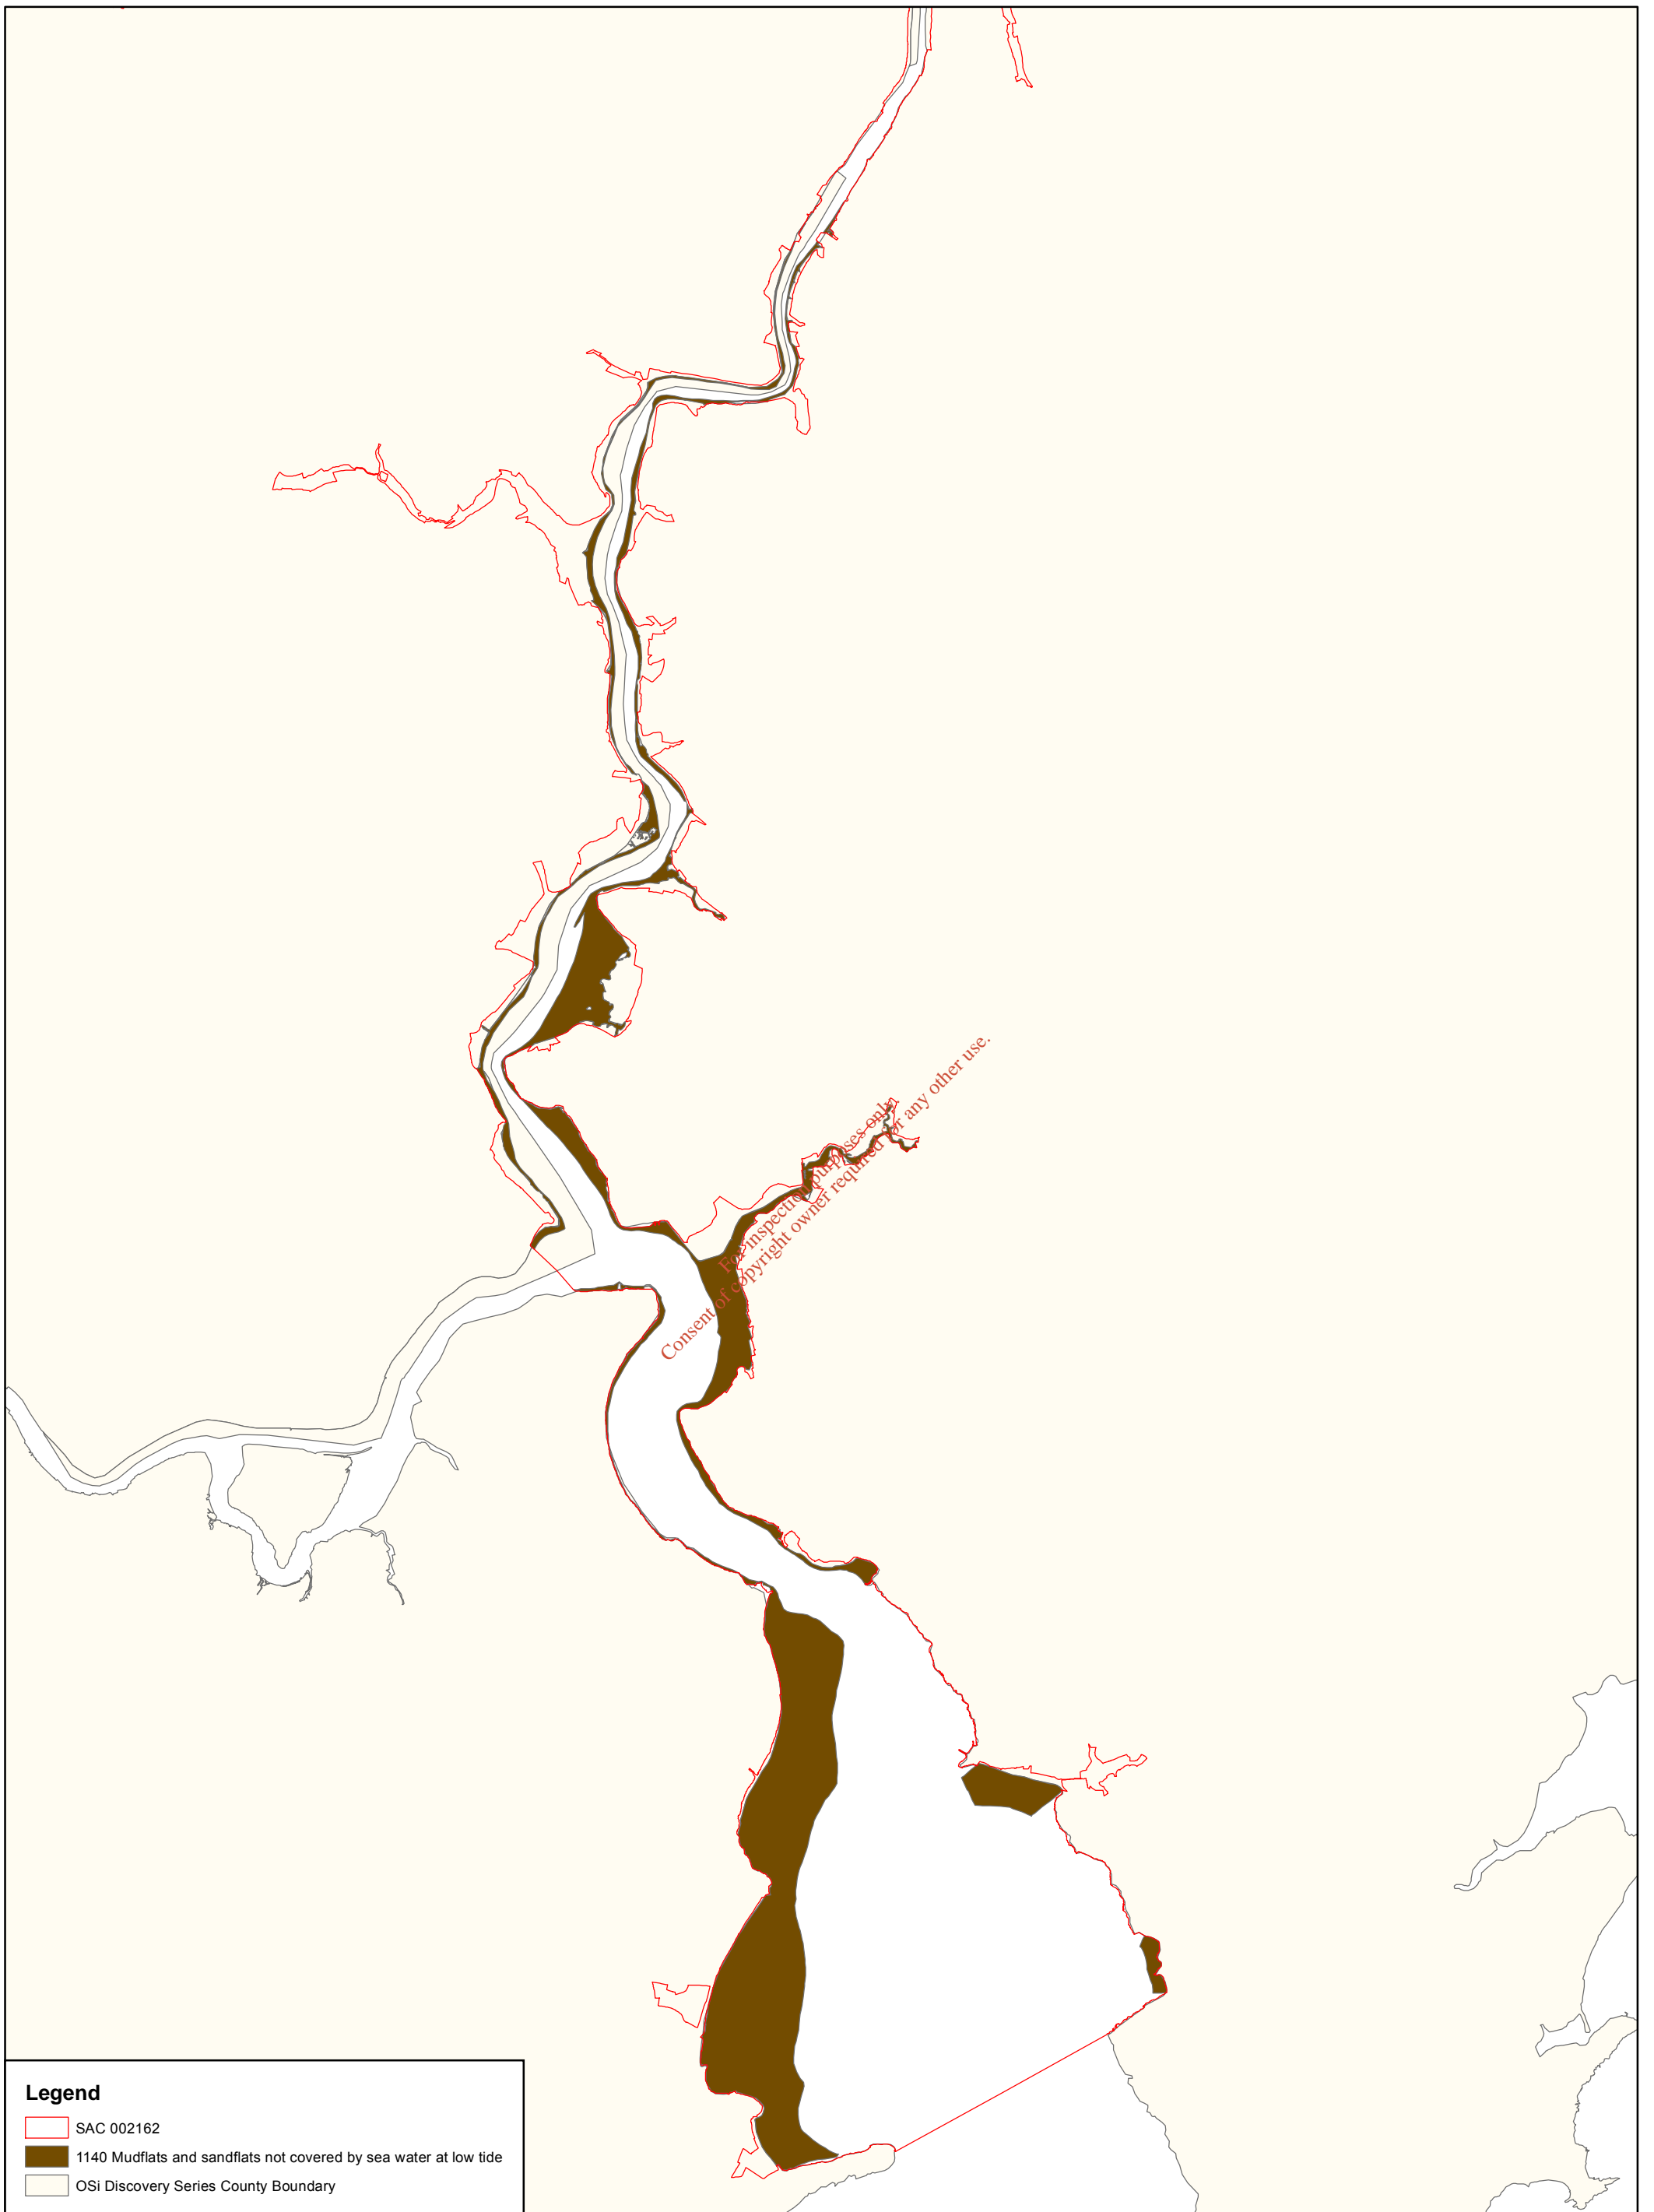 For inspection purposes only.
Consent of copyright owner required for any other use.
Legend
SAC 002162
1140 Mudflats and sandflats not covered by sea water at low tide
OSi Discovery Series County Boundary